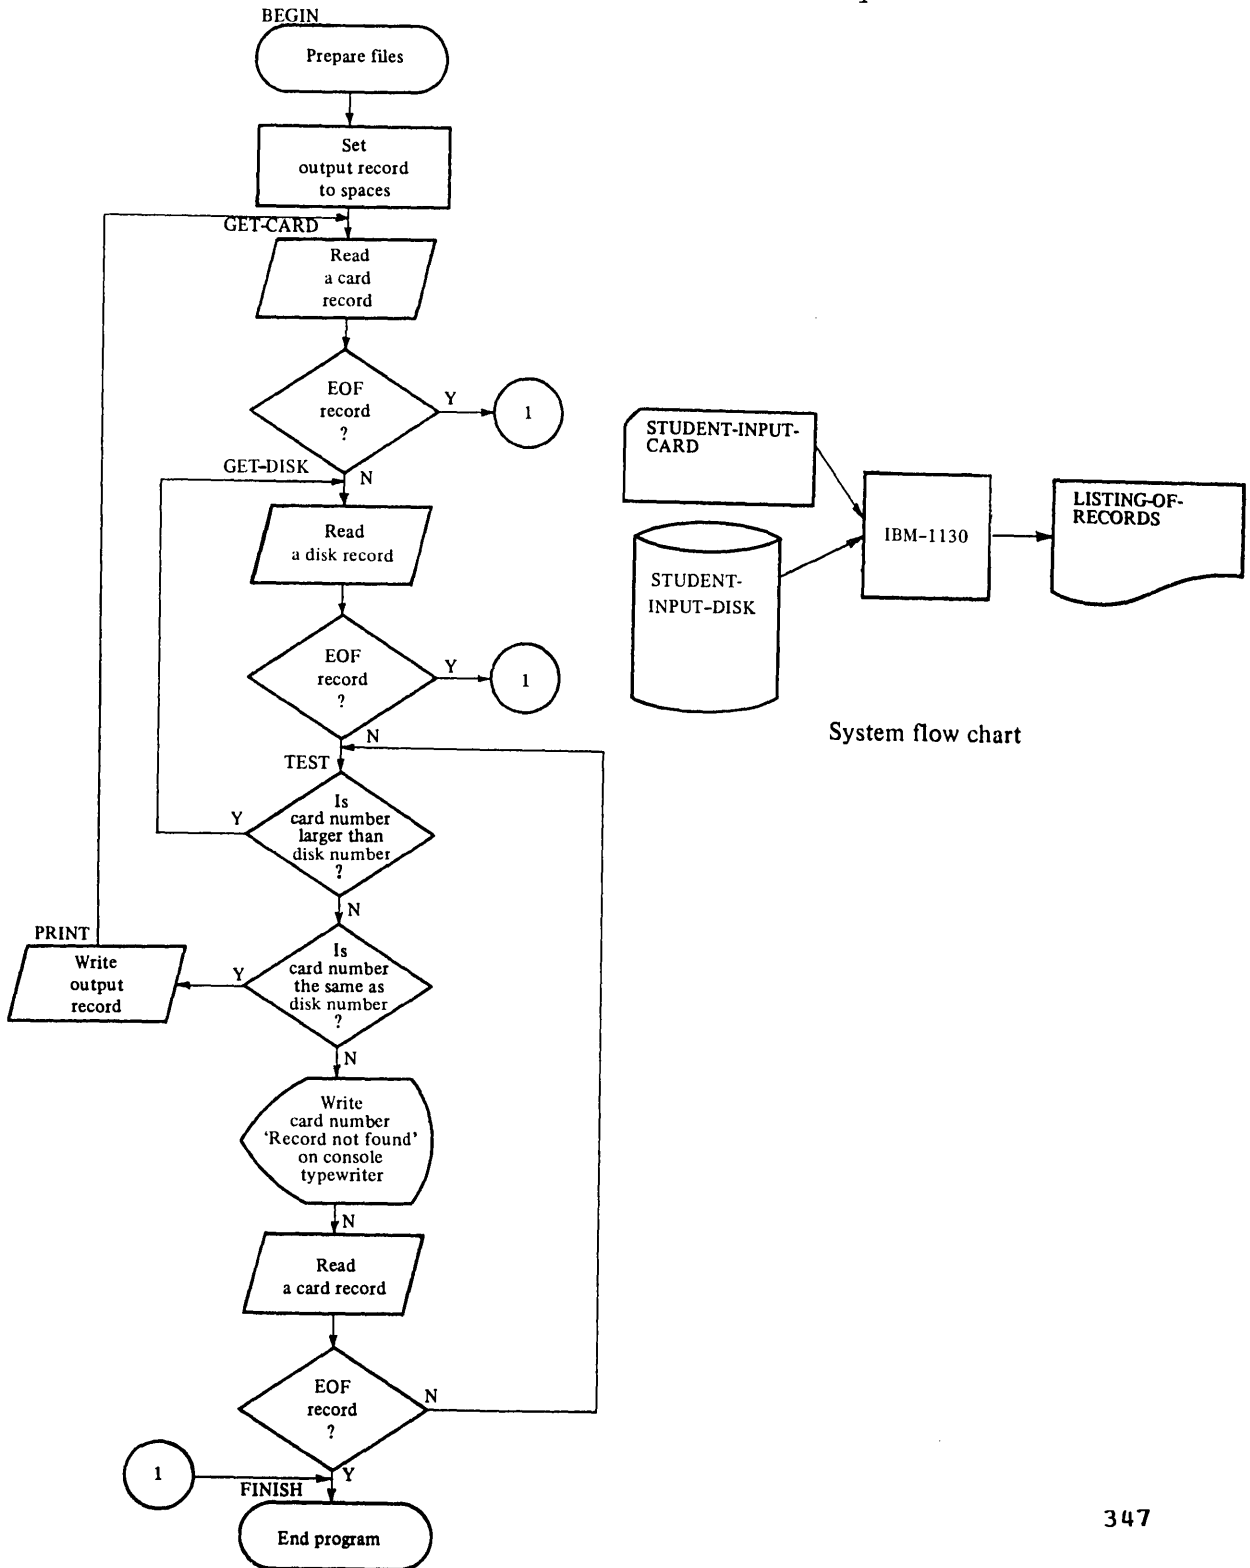 BEGIN
Prepare files
Set
output record
to spaces
GET-CARD
Read
a card
record
EOF
record
?
Y
1
GET-DISK
N
Read
a disk record
EOF
record
?
Y
1
N
TEST
Is
card number
larger than
disk number
?
Y
N
PRINT
Write
output
record
Is
card number
the same as
disk number
?
Y
N
Write
card number
‘Record not found’
on console
typewriter
N
Read
a card record
EOF
record
?
N
1
Y
FINISH
End program
STUDENT-INPUT-
CARD
STUDENT-
INPUT-DISK
IBM-1130
LISTING-OF-
RECORDS
System flow chart
347